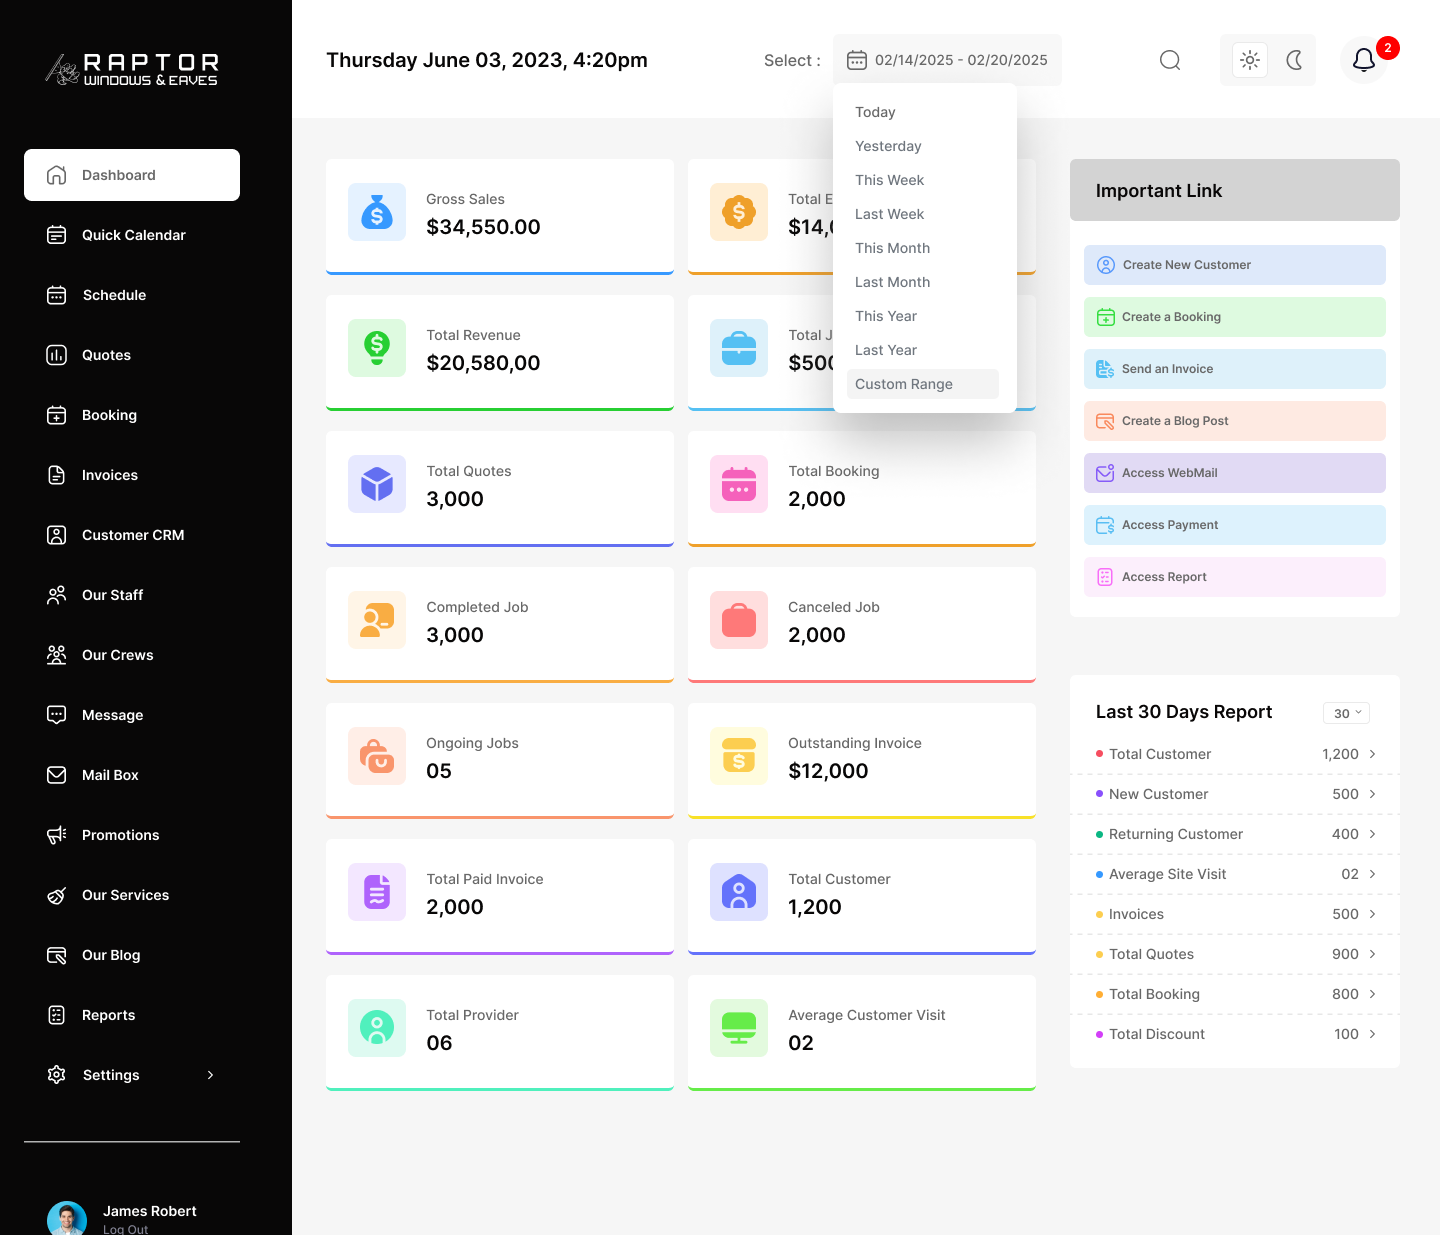 RAPTOR
WINDOWS & EAVES
Dashboard
Quick Calendar
Schedule
Quotes
Booking
Invoices
Customer CRM
Our Staff
Our Crews
Message
Mail Box
Promotions
Our Services
Our Blog
Reports
Settings
James Robert
Log Out
Thursday June 03, 2023, 4:20pm
Select :
02/14/2025 - 02/20/2025
2
Today
Yesterday
This Week
Last Week
This Month
Last Month
This Year
Last Year
Custom Range
Gross Sales
$34,550.00
Total E
$14,0
Total Revenue
$20,580,00
Total J
$500
Total Quotes
3,000
Total Booking
2,000
Completed Job
3,000
Canceled Job
2,000
Ongoing Jobs
05
Outstanding Invoice
$12,000
Total Paid Invoice
2,000
Total Customer
1,200
Total Provider
06
Average Customer Visit
02
Important Link
Create New Customer
Create a Booking
Send an Invoice
Create a Blog Post
Access WebMail
Access Payment
Access Report
Last 30 Days Report
30
Total Customer 1,200
New Customer 500
Returning Customer 400
Average Site Visit 02
Invoices 500
Total Quotes 900
Total Booking 800
Total Discount 100